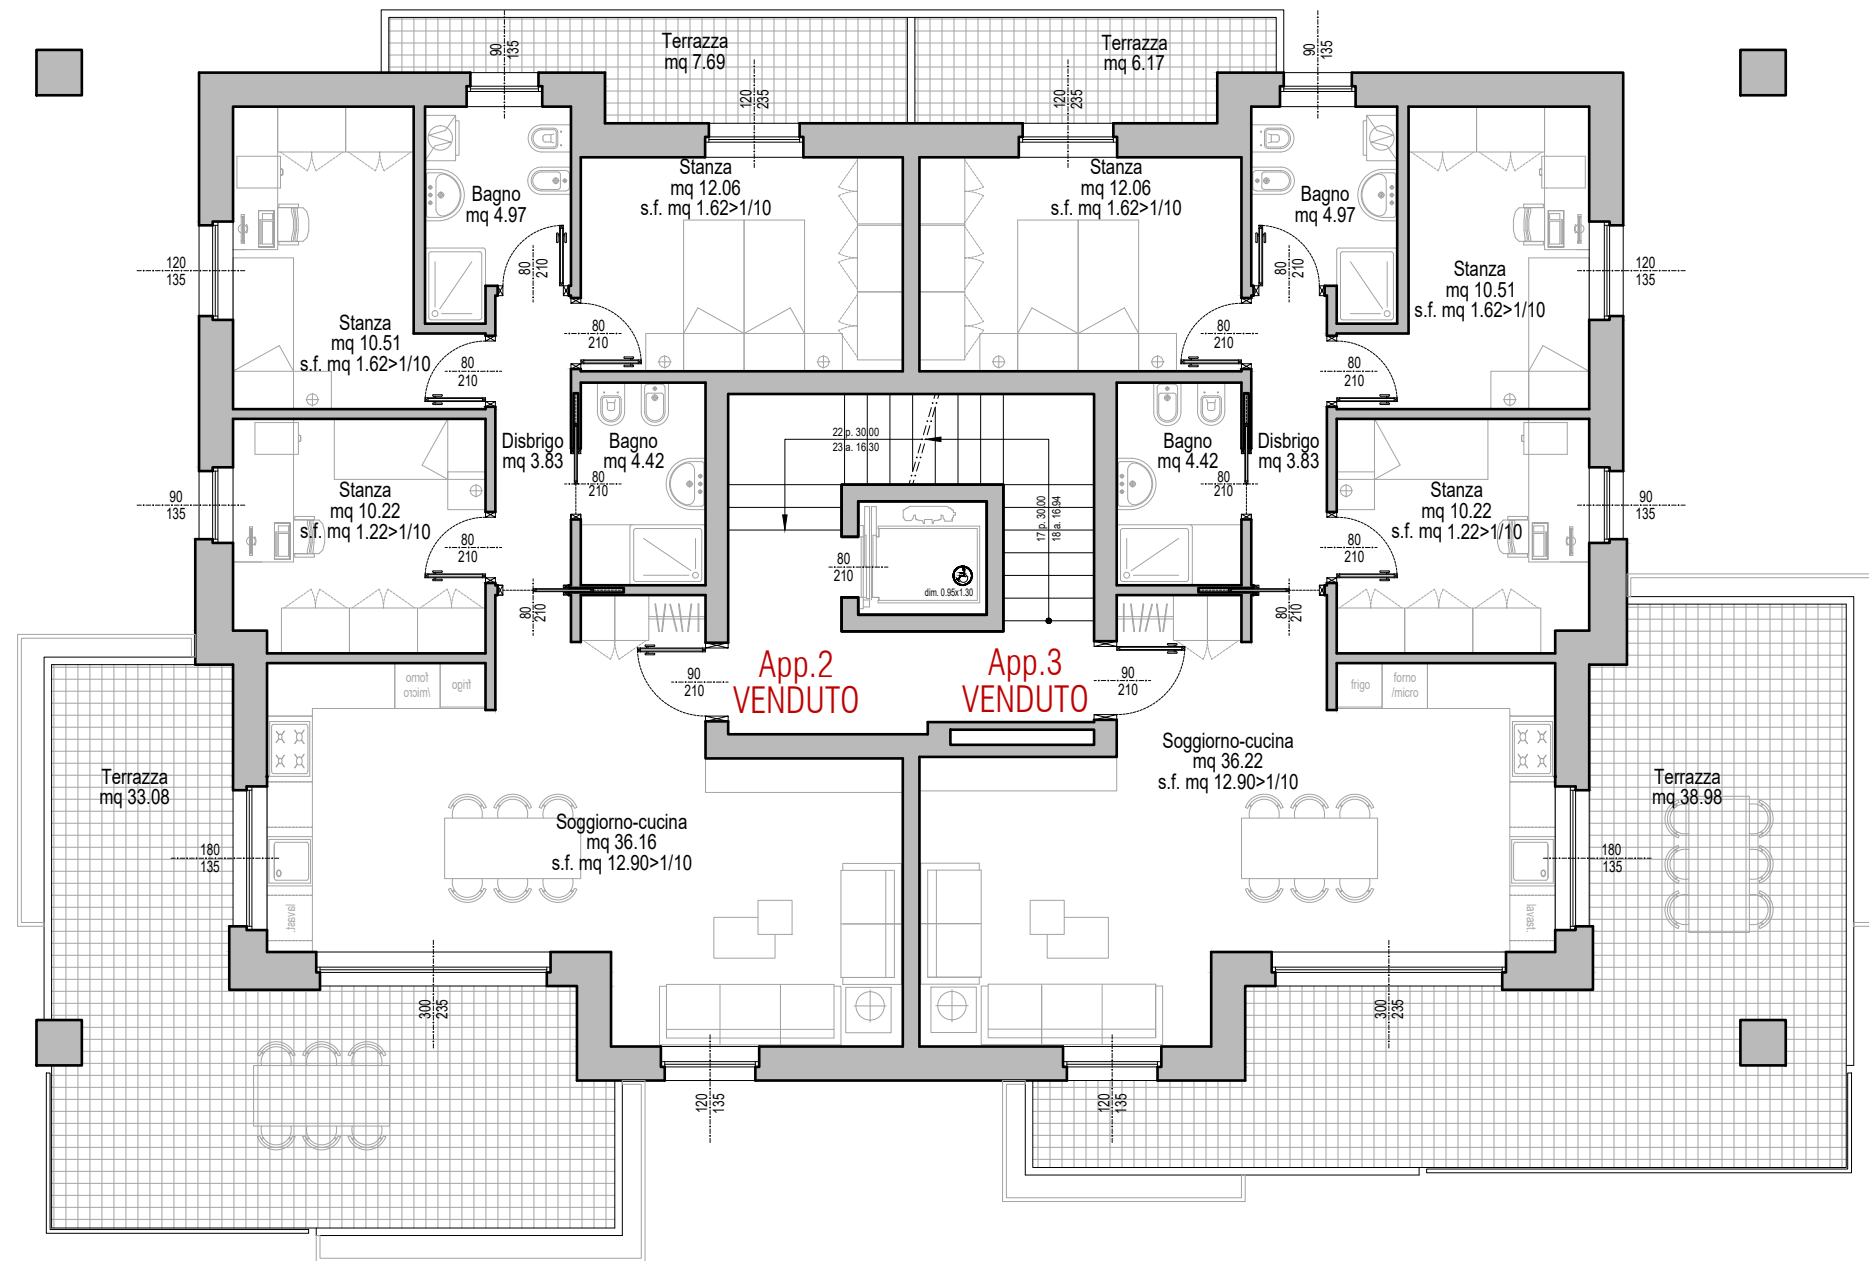 Terrazza
mq 7.69
Terrazza
mq 6.17
90
135
120
235
120
235
90
135
Stanza
mq 12.06
s.f. mq 1.62>1/10
Stanza
mq 12.06
s.f. mq 1.62>1/10
Bagno
mq 4.97
Bagno
mq 4.97
120
135
120
135
80
210
80
210
Stanza
mq 10.51
s.f. mq 1.62>1/10
Stanza
mq 10.51
s.f. mq 1.62>1/10
80
210
80
210
80
210
80
210
Disbrigo
mq 3.83
Bagno
mq 4.42
22 p. 30.00
23 a. 16.30
Bagno
mq 4.42
Disbrigo
mq 3.83
80
210
80
210
90
135
90
135
Stanza
mq 10.22
s.f. mq 1.22>1/10
Stanza
mq 10.22
s.f. mq 1.22>1/10
17 p. 30.00
18 a. 16.94
80
210
80
210
80
210
dim. 0.95x1.30
80
210
80
210
App.2
VENDUTO
App.3
VENDUTO
90
210
90
210
forno
/micro
frigo
frigo
forno
/micro
Terrazza
mq 33.08
Soggiorno-cucina
mq 36.16
s.f. mq 12.90>1/10
Soggiorno-cucina
mq 36.22
s.f. mq 12.90>1/10
Terrazza
mq 38.98
180
135
180
135
lavast.
lavast.
300
235
300
235
120
135
120
135